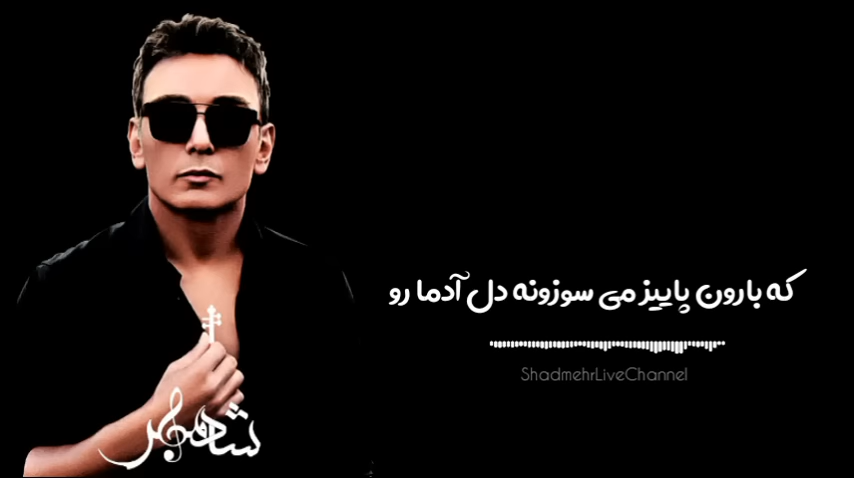 که بارون پاییز می سوزونه دل آدما رو
ShadmehrLiveChannel
شادمهر